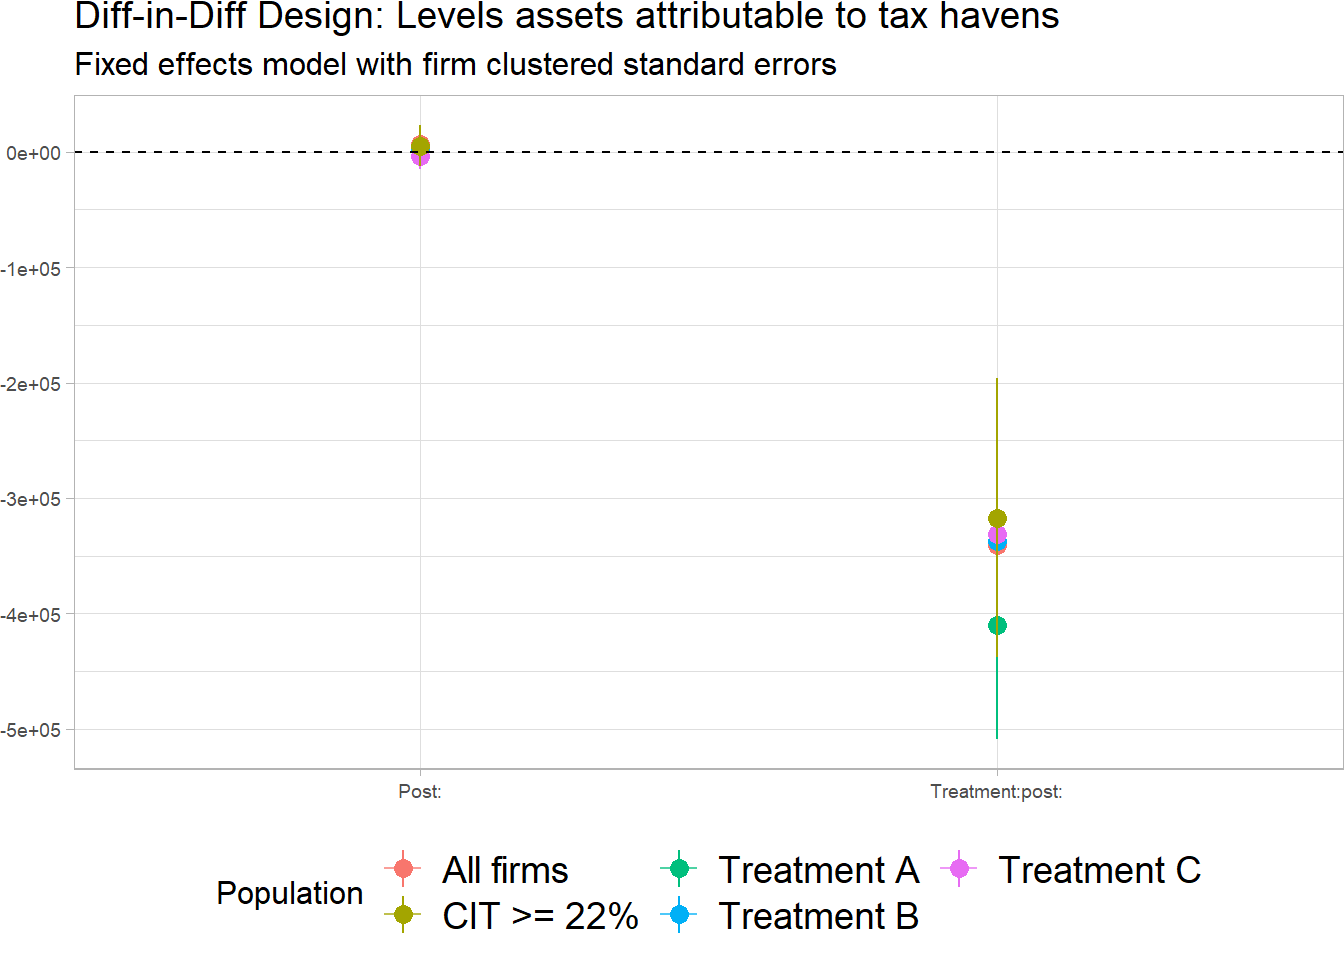 Diff-in-Diff Design: Levels assets attributable to tax havens
Fixed effects model with firm clustered standard errors
0e+00
-1e+05
-2e+05
-3e+05
-4e+05
-5e+05
Post:
Treatment:post:
Population
All firms
CIT >= 22%
Treatment A
Treatment B
Treatment C